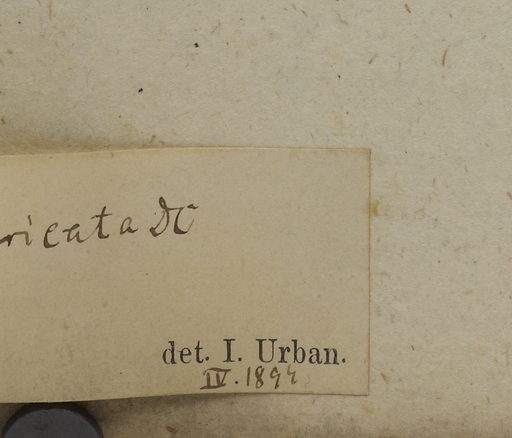 ricata DC
det. I. Urban.
IV. 1894